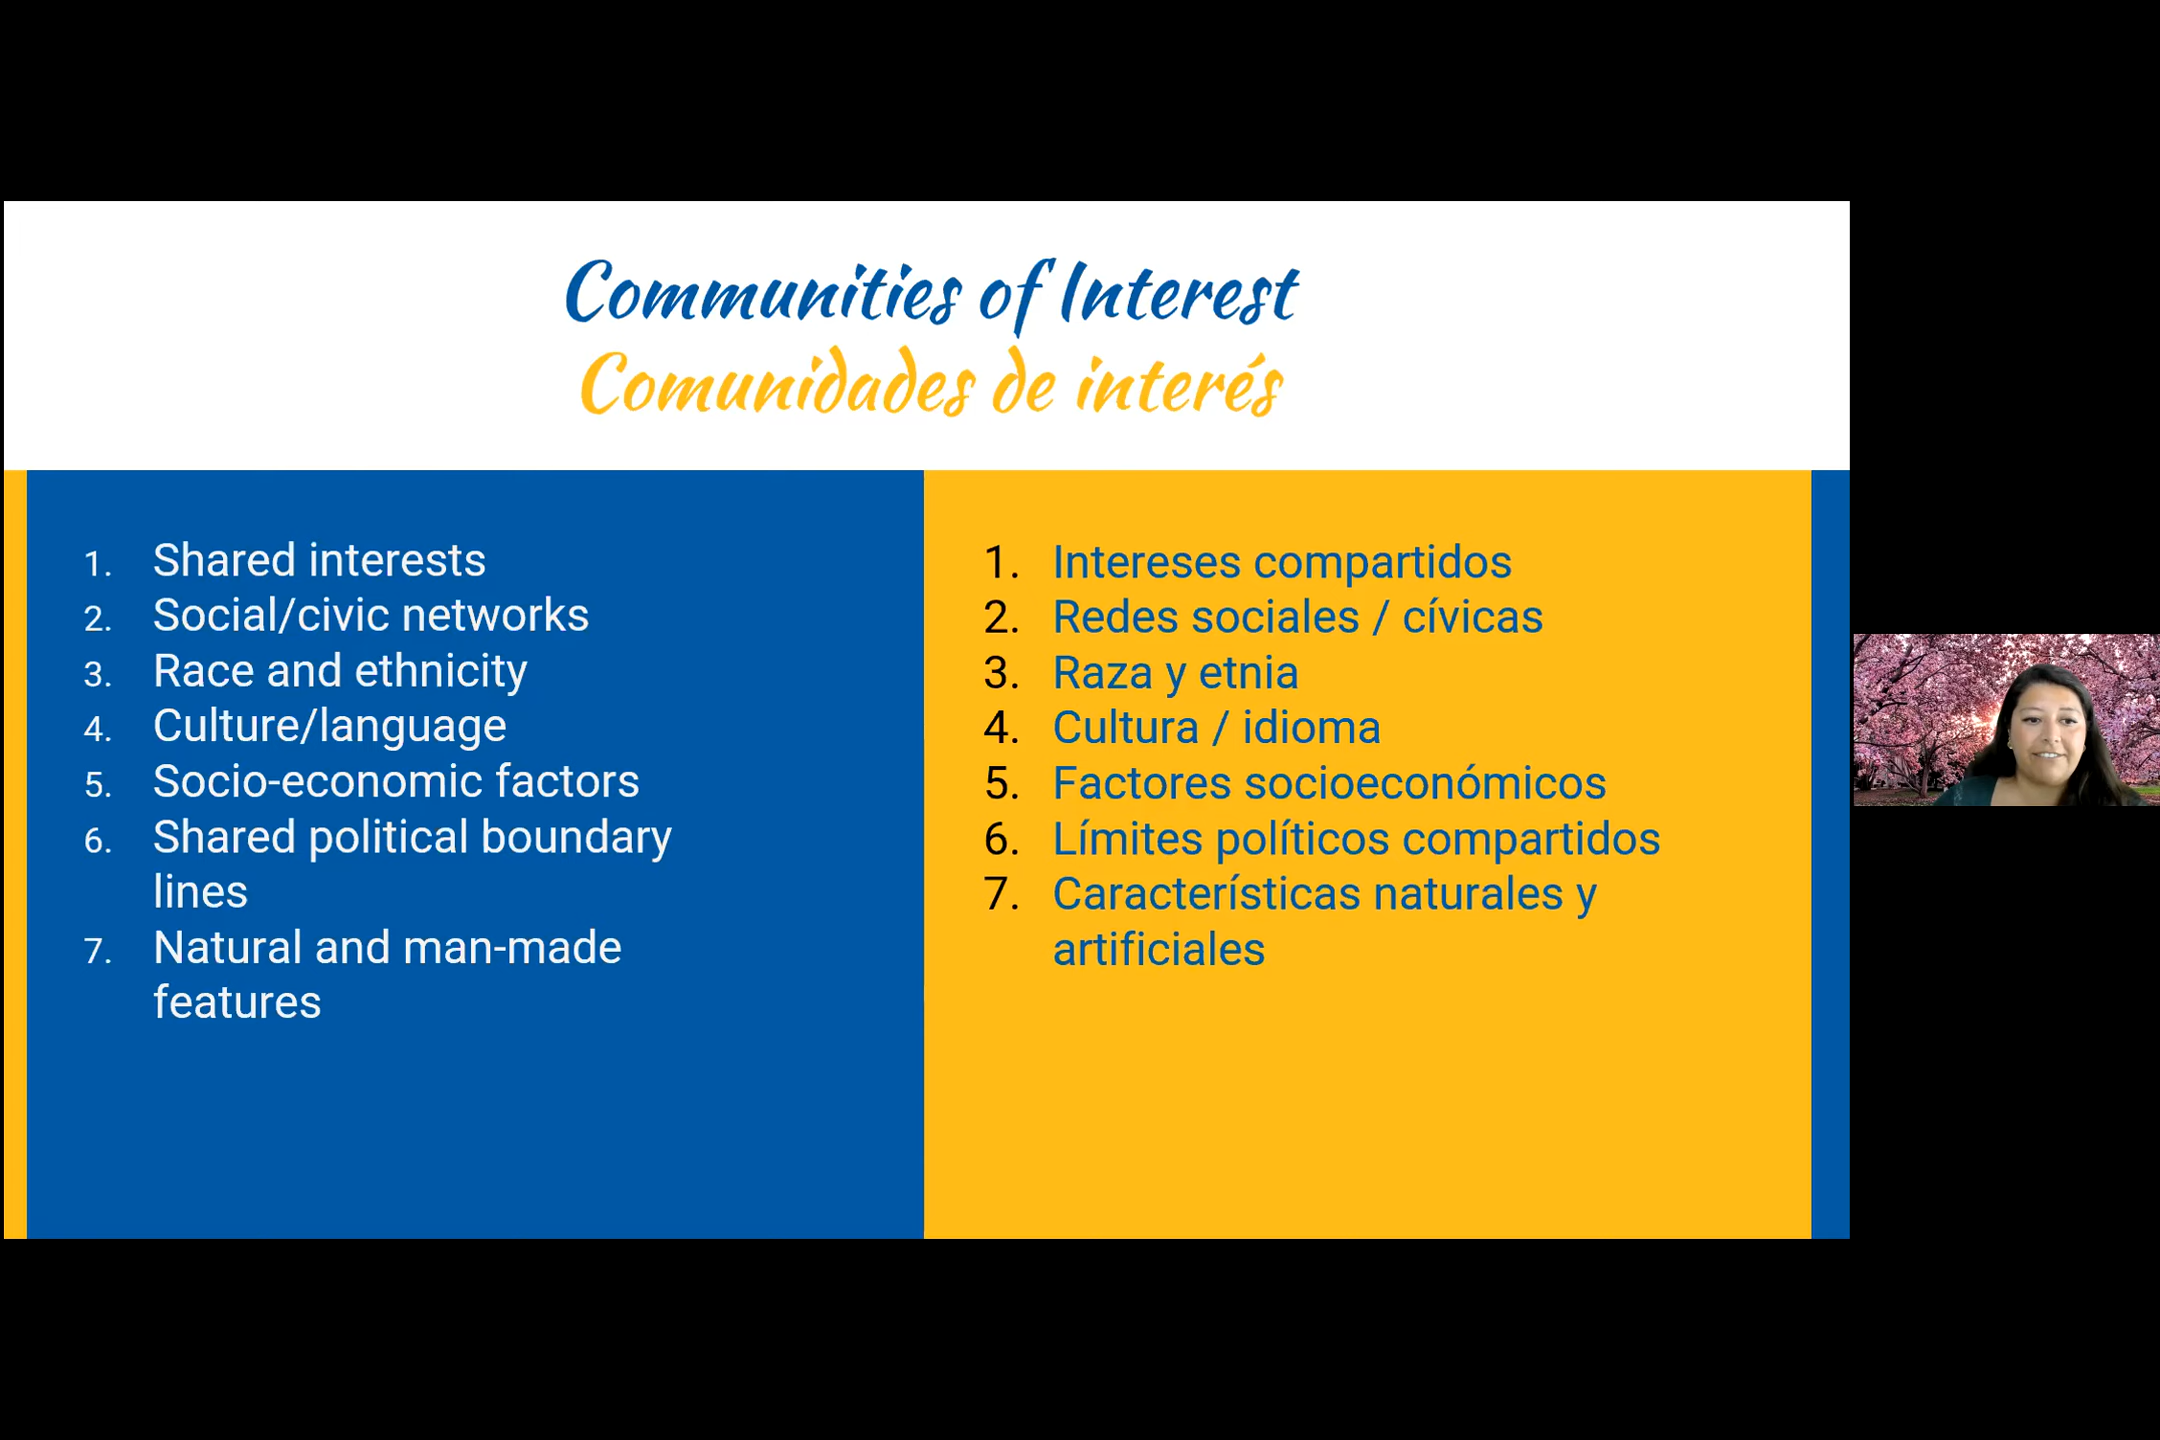 Communities of Interest
Comunidades de interés
1. Shared interests
2. Social/civic networks
3. Race and ethnicity
4. Culture/language
5. Socio-economic factors
6. Shared political boundary
lines
7. Natural and man-made
features
1. Intereses compartidos
2. Redes sociales / cívicas
3. Raza y etnia
4. Cultura / idioma
5. Factores socioeconómicos
6. Límites políticos compartidos
7. Características naturales y
artificiales